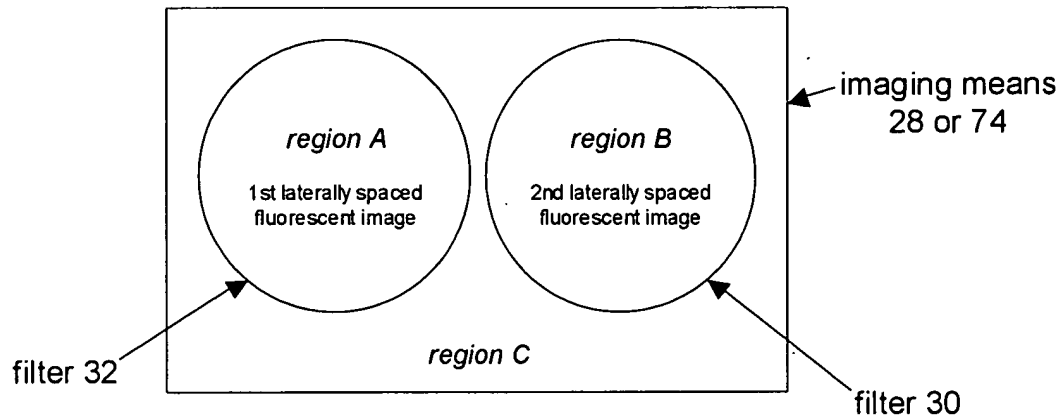 imaging means
28 or 74
region A
1st laterally spaced
fluorescent image
region B
2nd laterally spaced
fluorescent image
region C
filter 32
filter 30